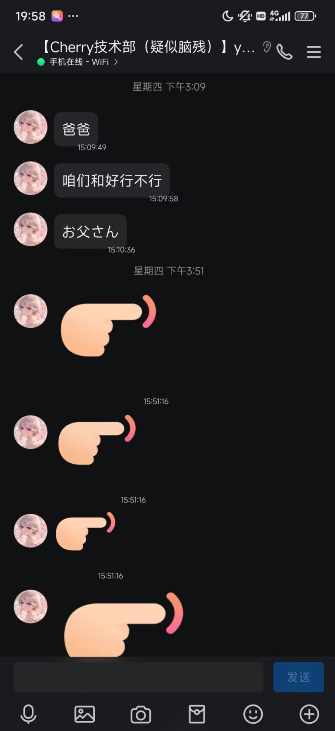 19:58
HD 4G 77
【Cherry技术部（疑似脑残）】y...
手机在线 - WiFi
星期四 下午3:09
爸爸
15:09:49
咱们和好行不行
15:09:58
お父さん
15:10:36
星期四 下午3:51
15:51:16
15:51:16
15:51:16
发送